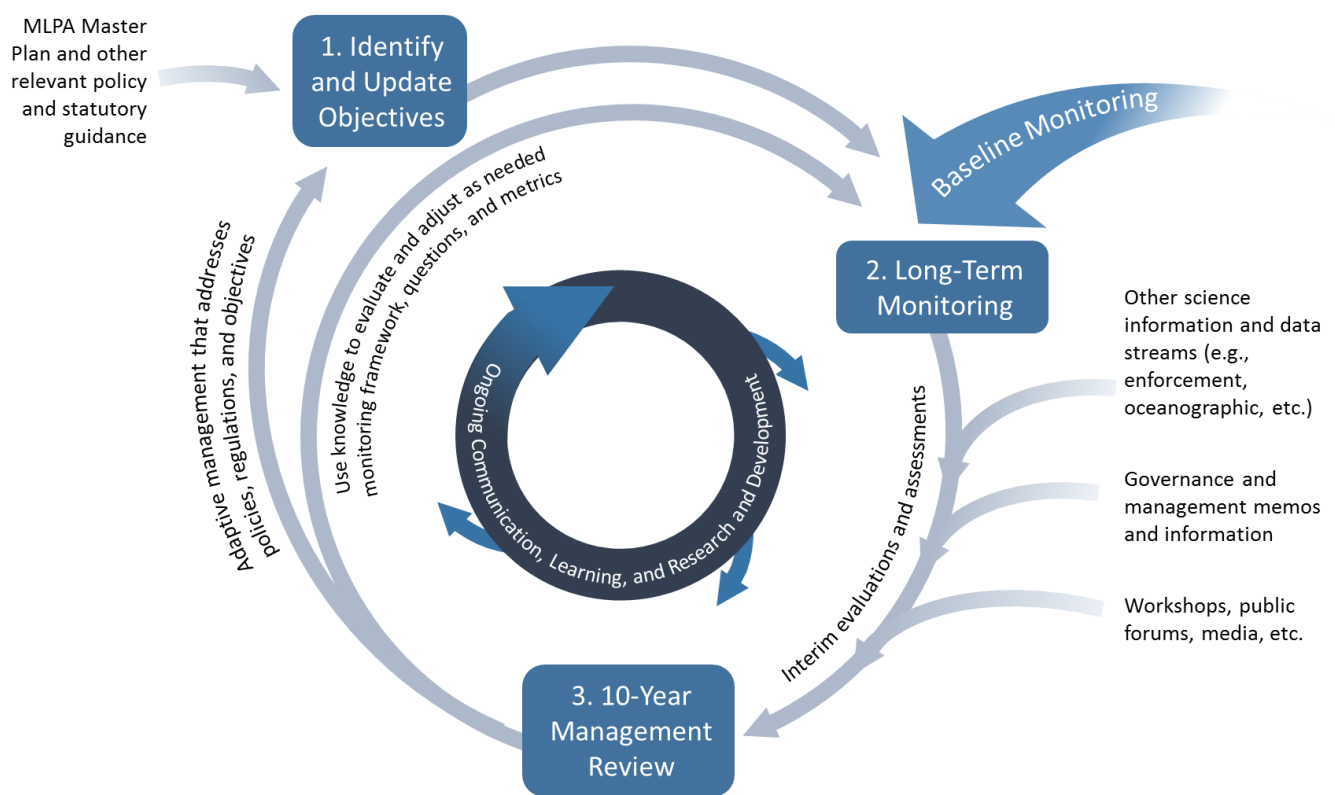 MLPA Master
Plan and other
relevant policy
and statutory
guidance
1. Identify
and Update
Objectives
Baseline Monitoring
2. Long-Term
Monitoring
Other science
information and data
streams (e.g.,
enforcement,
oceanographic, etc.)
Governance and
management memos
and information
Workshops, public
forums, media, etc.
Interim evaluations and assessments
3. 10-Year
Management
Review
Adaptive management that addresses
policies, regulations, and objectives
Use knowledge to evaluate and adjust as needed
monitoring framework, questions, and metrics
Ongoing Communication, Learning, and Research and Development